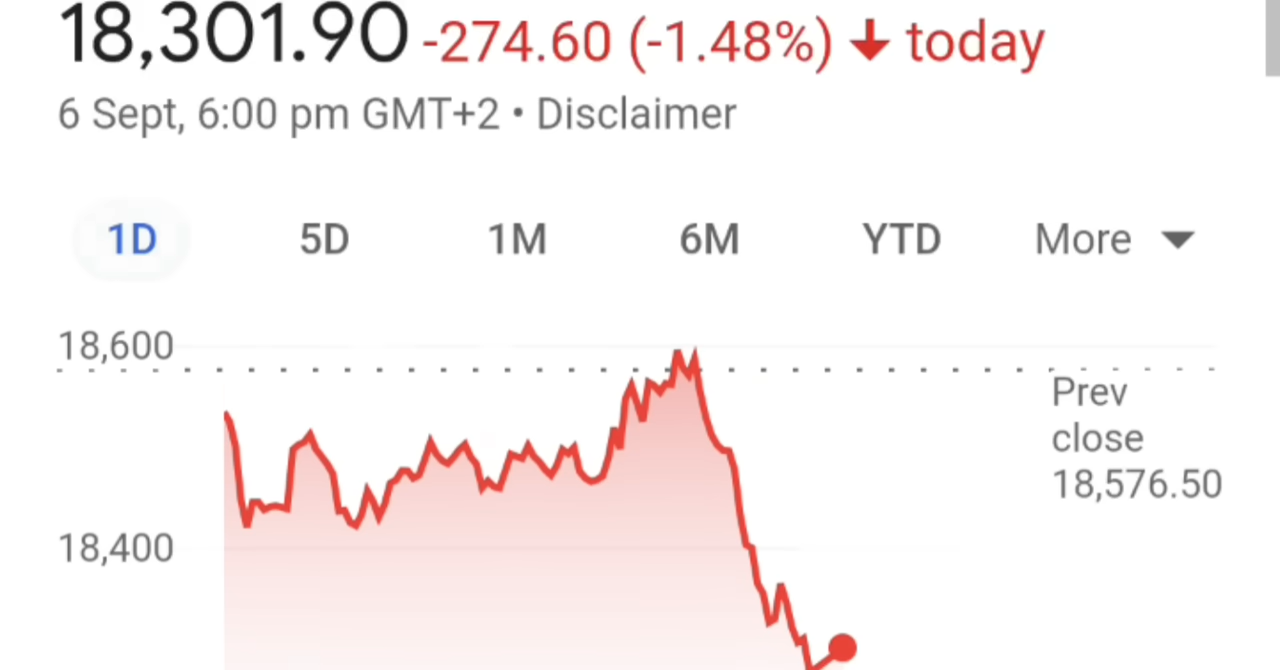 18,301.90 -274.60 (-1.48%) ↓ today
6 Sept, 6:00 pm GMT+2 • Disclaimer
1D 5D 1M 6M YTD More
18,600
Prev
close
18,576.50
18,400